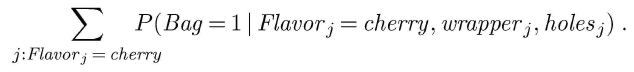 ∑ P(Bag = 1 | Flavor_j = cherry, wrapper_j, holes_j) .
j:Flavor_j = cherry